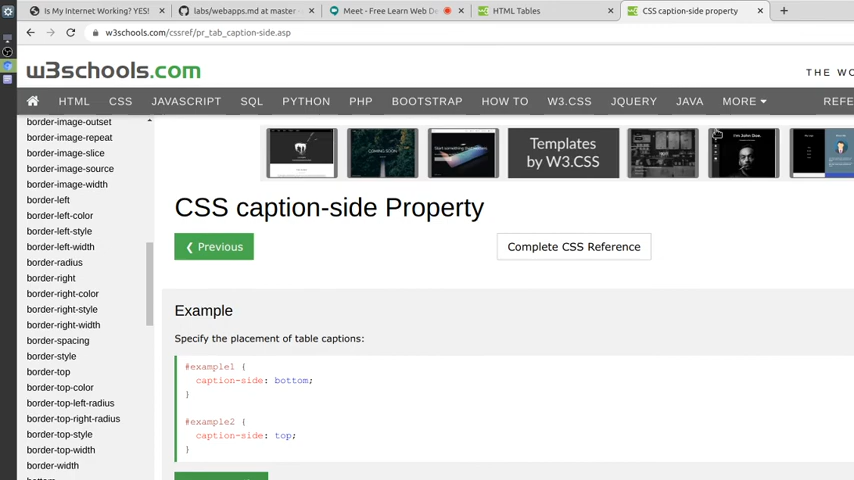 Is My Internet Working? YES!
labs/webapps.md at master
Meet - Free Learn Web De
HTML Tables
CSS caption-side property
w3schools.com/cssref/pr_tab_caption-side.asp
w3schools.com
THE WO
HTML
CSS
JAVASCRIPT
SQL
PYTHON
PHP
BOOTSTRAP
HOW TO
W3.CSS
JQUERY
JAVA
MORE
REFE
border-image-outset
border-image-repeat
border-image-slice
border-image-source
border-image-width
border-left
border-left-color
border-left-style
border-left-width
border-radius
border-right
border-right-color
border-right-style
border-right-width
border-spacing
border-style
border-top
border-top-color
border-top-left-radius
border-top-right-radius
border-top-style
border-top-width
border-width
bottom
COMING SOON
Templates
by W3.CSS
I'm John Doe.
CSS caption-side Property
❮ Previous
Complete CSS Reference
Example
Specify the placement of table captions:
#example1 {
caption-side: bottom;
}
#example2 {
caption-side: top;
}